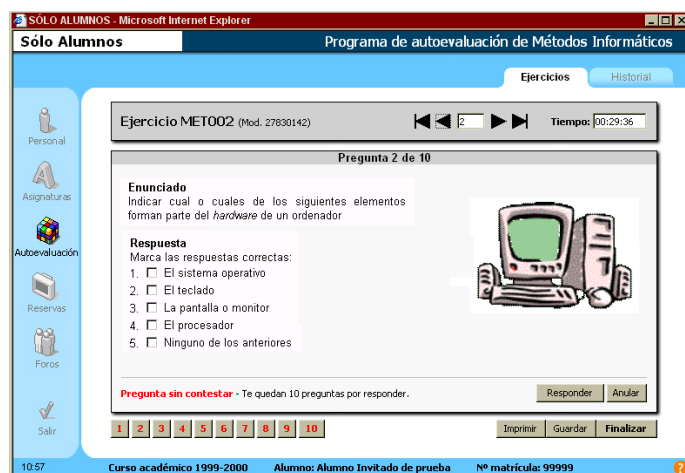 SÓLO ALUMNOS - Microsoft Internet Explorer
Sólo Alumnos
Programa de autoevaluación de Métodos Informáticos
Ejercicios
Historial
Personal
Asignaturas
Autoevaluación
Reservas
Foros
Salir
Ejercicio MET002 (Mod. 27830142)
2
Tiempo: 00:29:36
Pregunta 2 de 10
Enunciado
Indicar cual o cuales de los siguientes elementos
forman parte del hardware de un ordenador
Respuesta
Marca las respuestas correctas:
1. El sistema operativo
2. El teclado
3. La pantalla o monitor
4. El procesador
5. Ninguno de los anteriores
Pregunta sin contestar - Te quedan 10 preguntas por responder.
Responder
Anular
1 2 3 4 5 6 7 8 9 10
Imprimir
Guardar
Finalizar
10:57
Curso académico 1999-2000
Alumno: Alumno Invitado de prueba
Nº matrícula: 99999
?